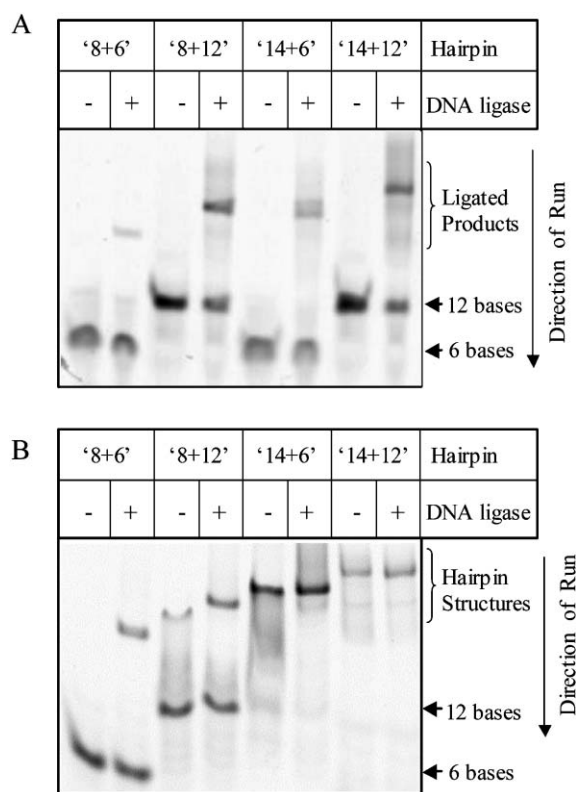 A
‘8+6’ ‘8+12’ ‘14+6’ ‘14+12’ Hairpin
- + - + - + - + DNA ligase
Ligated
Products
12 bases
6 bases
Direction of Run
B
‘8+6’ ‘8+12’ ‘14+6’ ‘14+12’ Hairpin
- + - + - + - + DNA ligase
Hairpin
Structures
12 bases
6 bases
Direction of Run